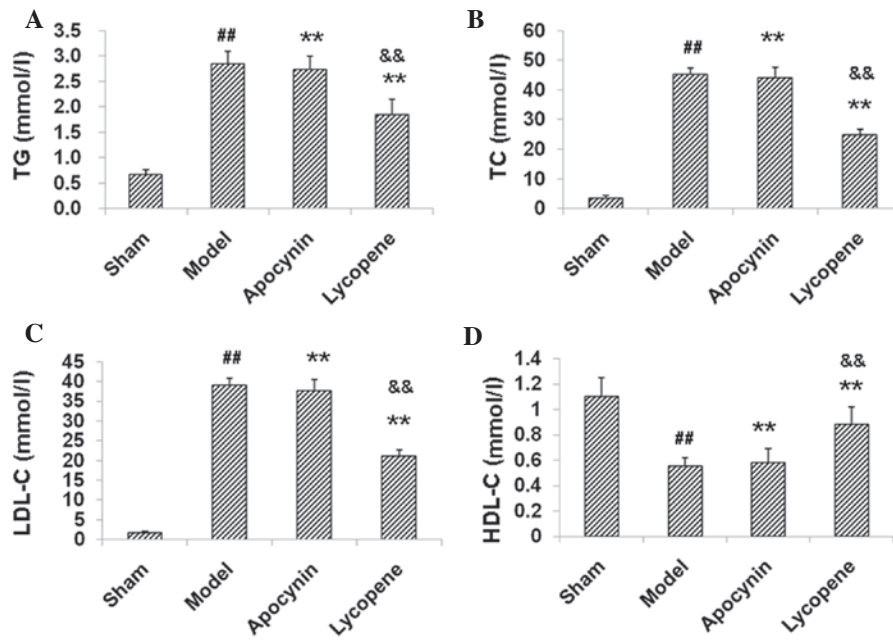 A
TG (mmol/l)
3.5
3.0
2.5
2.0
1.5
1.0
0.5
0.0
##
**
&&
**
Sham
Model
Apocynin
Lycopene
B
TC (mmol/l)
60
50
40
30
20
10
0
##
**
&&
**
Sham
Model
Apocynin
Lycopene
C
LDL-C (mmol/l)
45
40
35
30
25
20
15
10
5
0
##
**
&&
**
Sham
Model
Apocynin
Lycopene
D
HDL-C (mmol/l)
1.4
1.2
1
0.8
0.6
0.4
0.2
0
##
**
&&
**
Sham
Model
Apocynin
Lycopene